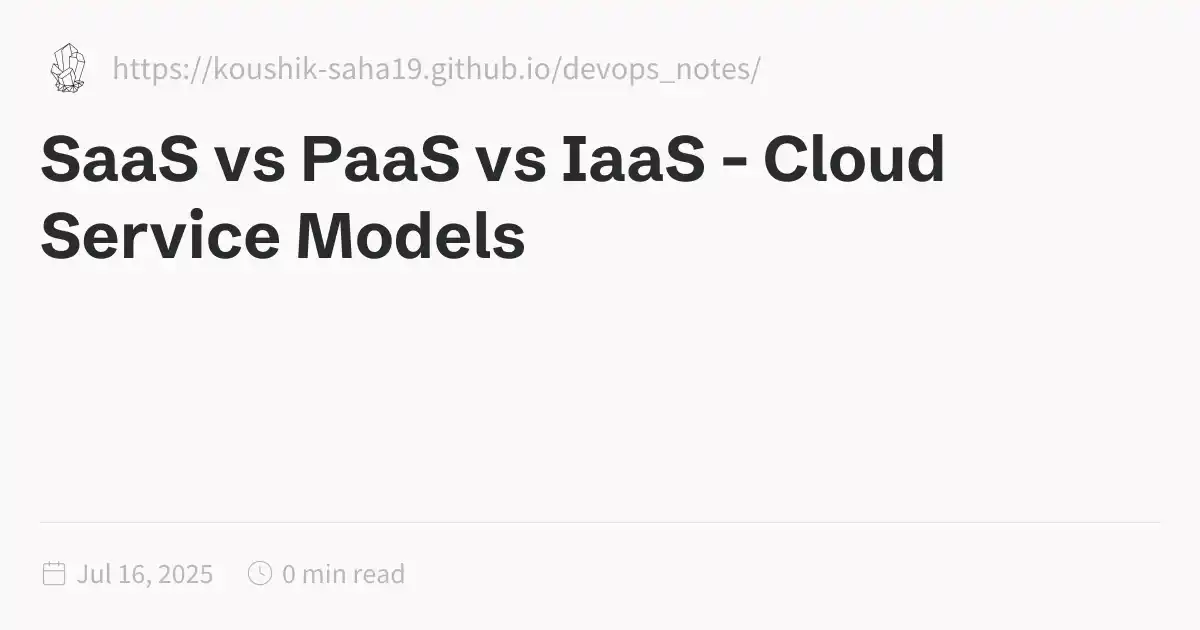 https://koushik-saha19.github.io/devops_notes/
SaaS vs PaaS vs IaaS - Cloud
Service Models
Jul 16, 2025 0 min read